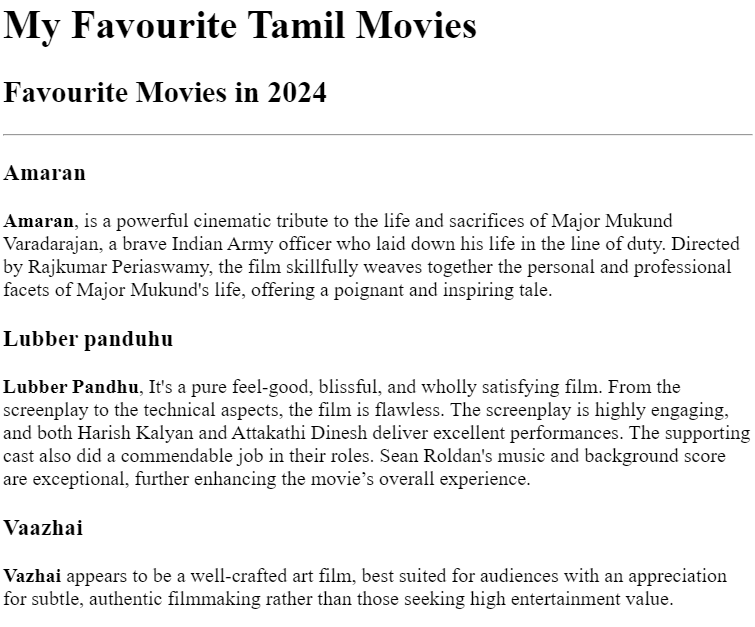 My Favourite Tamil Movies
Favourite Movies in 2024
Amaran
Amaran, is a powerful cinematic tribute to the life and sacrifices of Major Mukund
Varadarajan, a brave Indian Army officer who laid down his life in the line of duty. Directed
by Rajkumar Periaswamy, the film skillfully weaves together the personal and professional
facets of Major Mukund's life, offering a poignant and inspiring tale.
Lubber panduhu
Lubber Pandhu, It's a pure feel-good, blissful, and wholly satisfying film. From the
screenplay to the technical aspects, the film is flawless. The screenplay is highly engaging,
and both Harish Kalyan and Attakathi Dinesh deliver excellent performances. The supporting
cast also did a commendable job in their roles. Sean Roldan's music and background score
are exceptional, further enhancing the movie’s overall experience.
Vaazhai
Vazhai appears to be a well-crafted art film, best suited for audiences with an appreciation
for subtle, authentic filmmaking rather than those seeking high entertainment value.